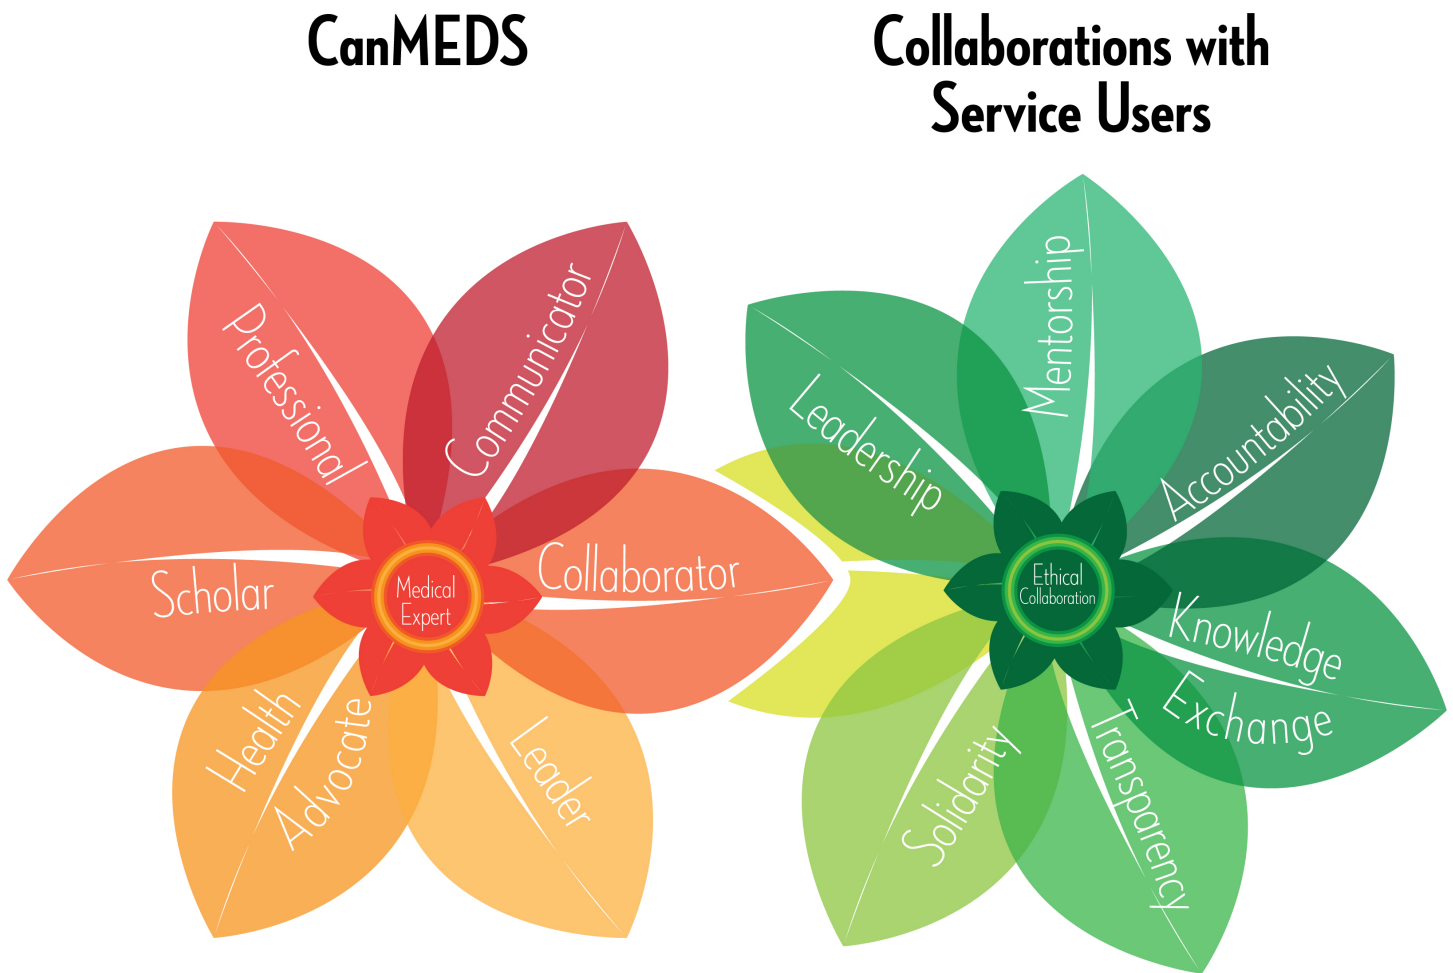 CanMEDS
Professional
Communicator
Scholar
Medical
Expert
Collaborator
Health
Advocate
Leader
Collaborations with
Service Users
Mentorship
Leadership
Accountability
Ethical
Collaboration
Knowledge
Exchange
Solidarity
Transparency